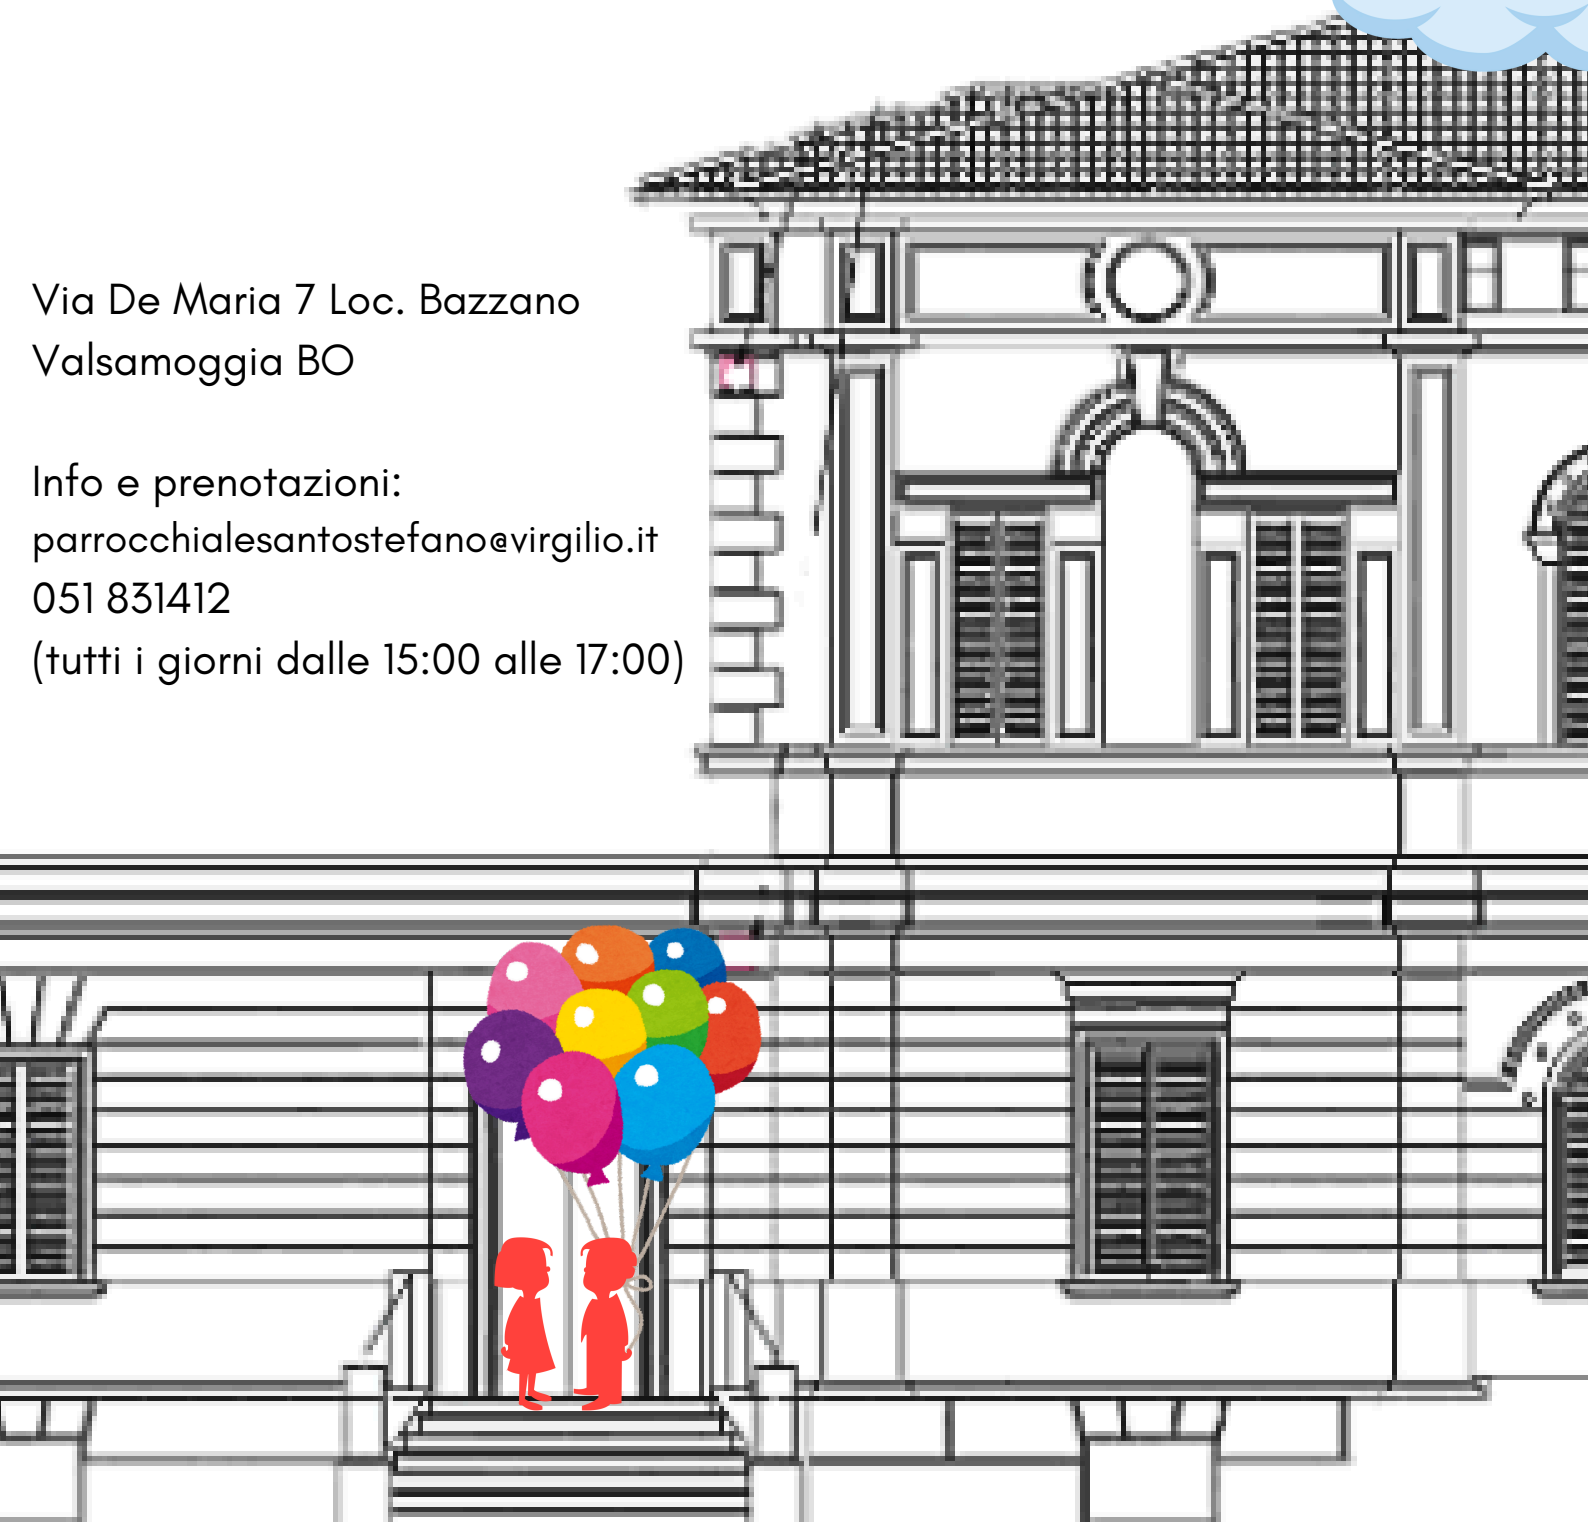 Via De Maria 7 Loc. Bazzano
Valsamoggia BO
Info e prenotazioni:
parrocchialesantostefano@virgilio.it
051 831412
(tutti i giorni dalle 15:00 alle 17:00)